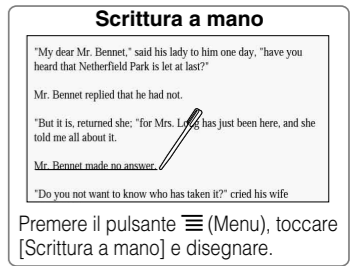 Scrittura a mano
"My dear Mr. Bennet," said his lady to him one day, "have you
heard that Netherfield Park is let at last?"
Mr. Bennet replied that he had not.
"But it is, returned she; "for Mrs. Long has just been here, and she
told me all about it.
Mr. Bennet made no answer.
"Do you not want to know who has taken it?" cried his wife
Premere il pulsante (Menu), toccare
[Scrittura a mano] e disegnare.